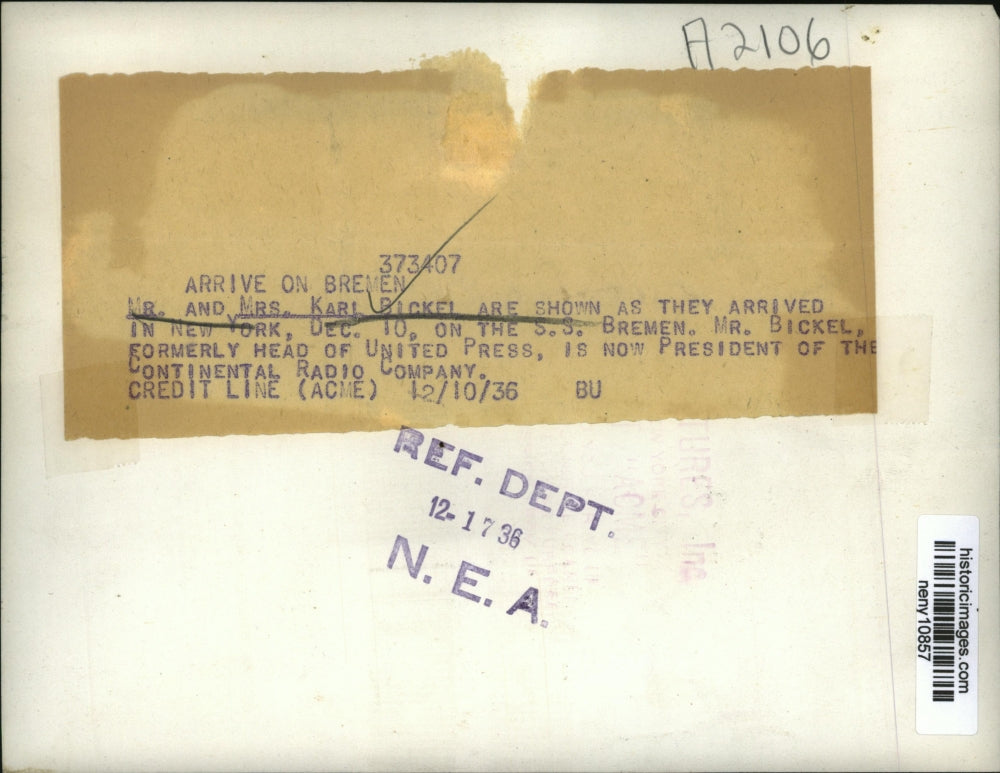 A2106
373407
ARRIVE ON BREMEN
MR. AND MRS. KARL BICKEL ARE SHOWN AS THEY ARRIVED
IN NEW YORK, DEC. 10, ON THE S.S. BREMEN. MR. BICKEL,
FORMERLY HEAD OF UNITED PRESS, IS NOW PRESIDENT OF THE
CONTINENTAL RADIO COMPANY.
CREDIT LINE (ACME) 12/10/36 BU
REF. DEPT.
12-17 36
N. E. A.
historicimages.com
neny10857